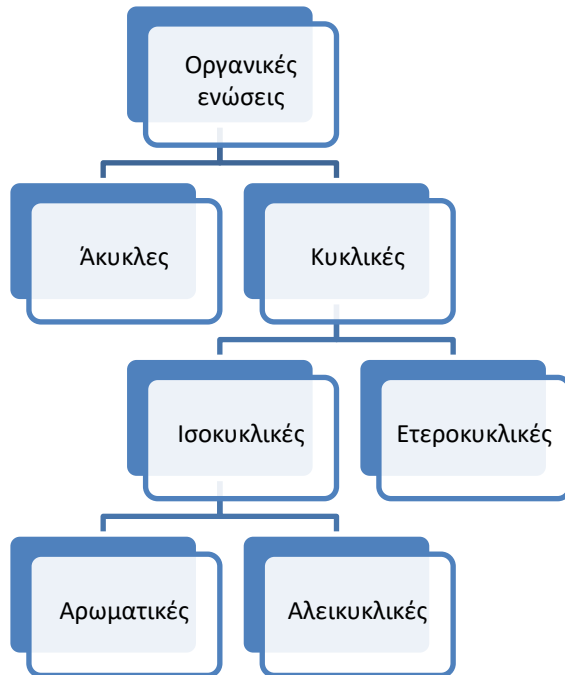 Οργανικές
ενώσεις
Άκυκλες
Κυκλικές
Ισοκυκλικές
Ετεροκυκλικές
Αρωματικές
Αλεικυκλικές